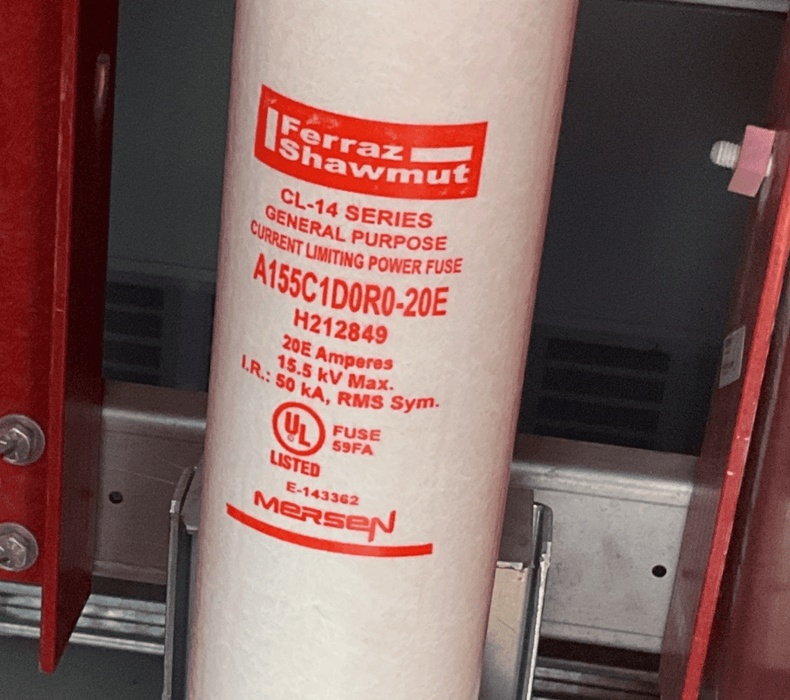 Ferraz
Shawmut
CL-14 SERIES
GENERAL PURPOSE
CURRENT LIMITING POWER FUSE
A155C1D0R0-20E
H212849
20E Amperes
15.5 kV Max.
I.R.: 50 kA, RMS Sym.
UL
LISTED
FUSE
59FA
E-143362
MERSEN